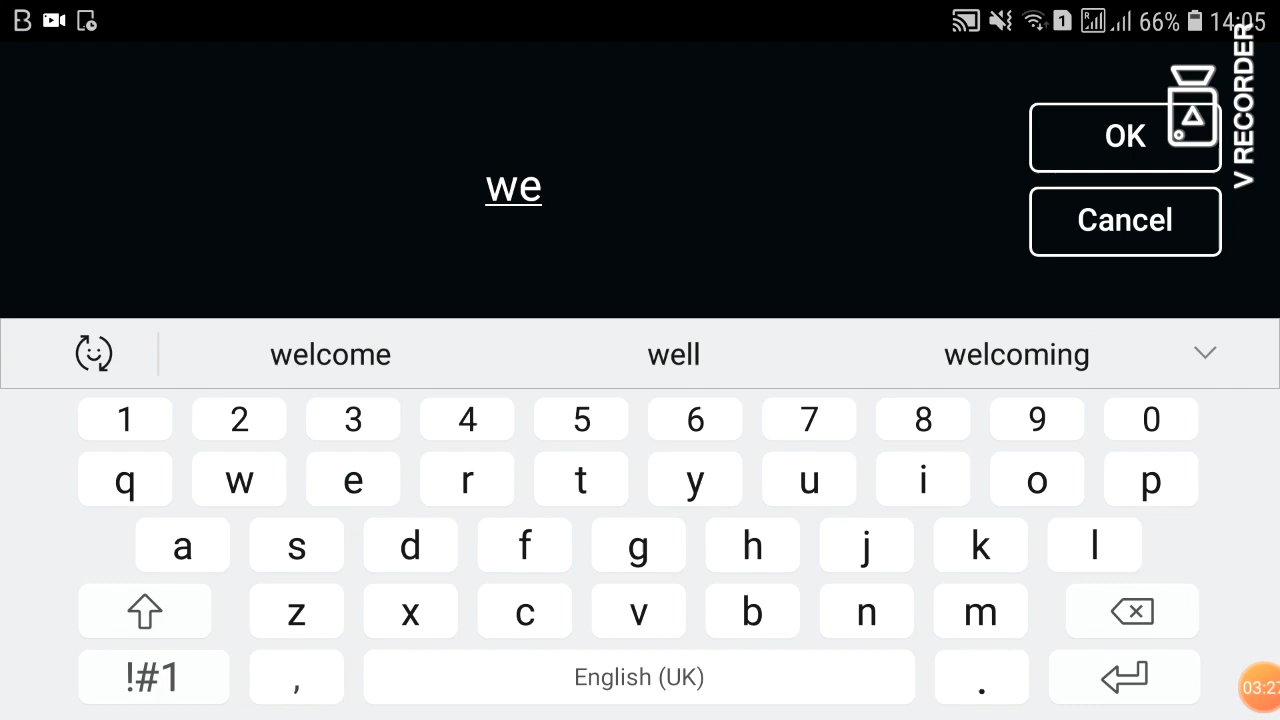 1 R 66% 14:05
V RECORDER
OK
we
Cancel
welcome well welcoming
1 2 3 4 5 6 7 8 9 0
q w e r t y u i o p
a s d f g h j k l
z x c v b n m
!#1 , English (UK) .
03:27